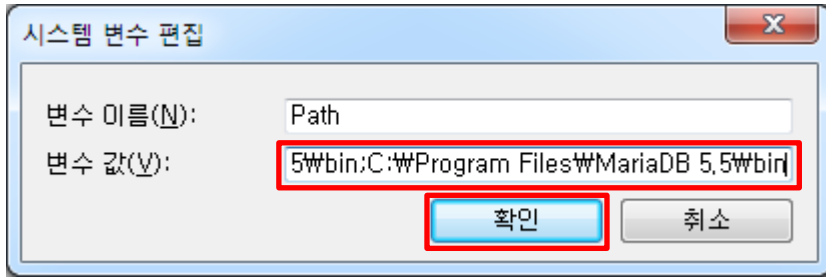 시스템 변수 편집
변수 이름(N): Path
변수 값(V): 5₩bin;C:₩Program Files₩MariaDB 5.5₩bin
확인 취소